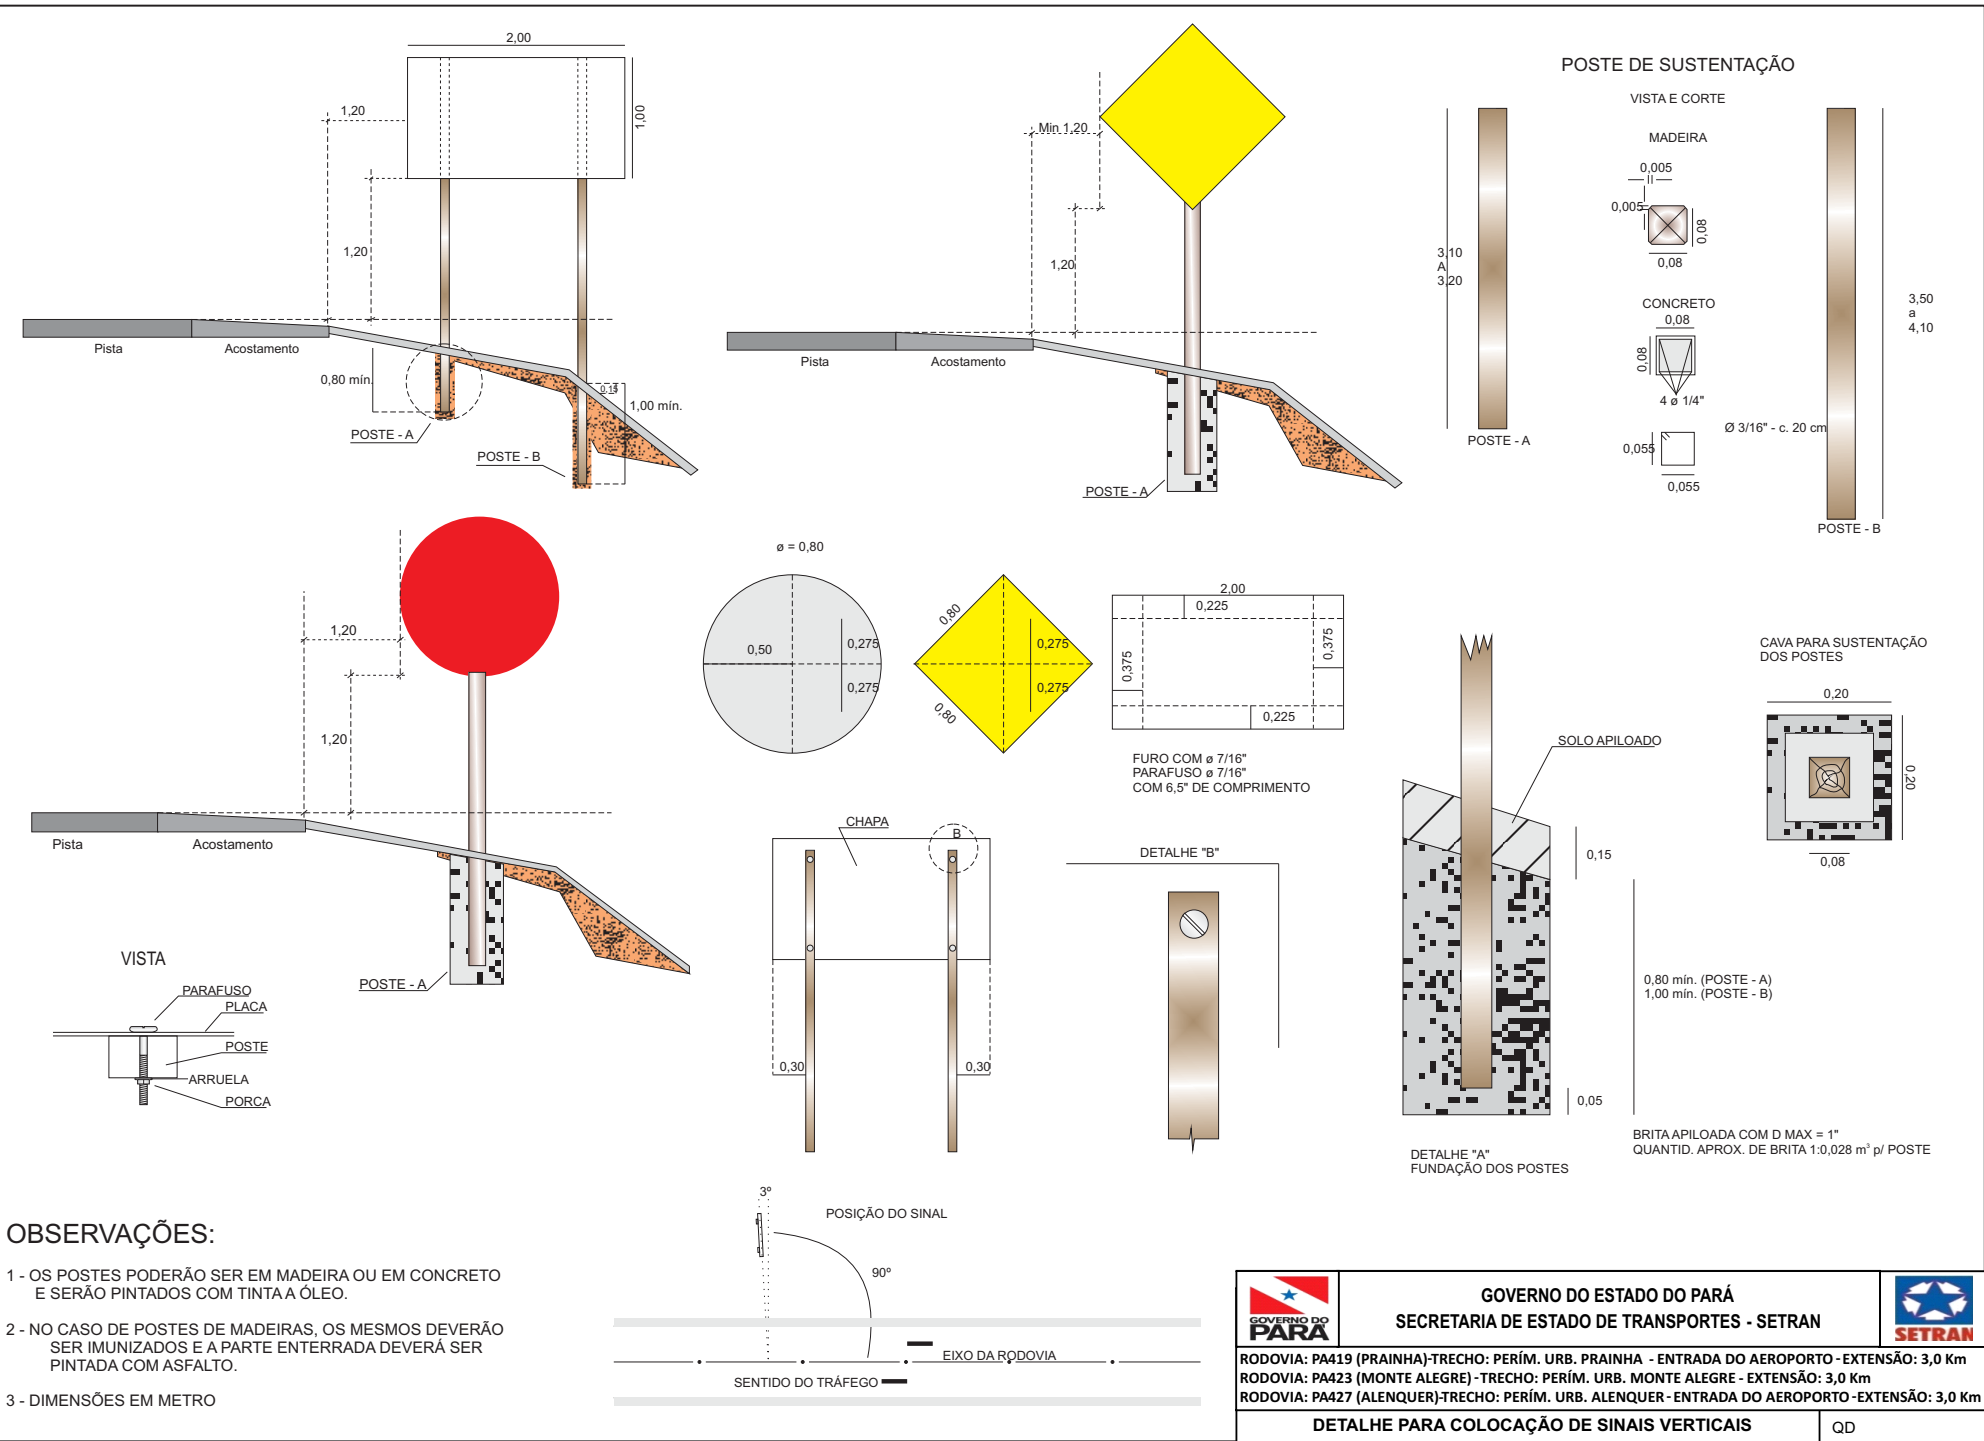 2,00
1,20
1,00
1,20
Pista
Acostamento
0,80 mín.
0,15
1,00 mín.
POSTE - A
POSTE - B
Min 1,20
1,20
Pista
Acostamento
POSTE - A
POSTE DE SUSTENTAÇÃO
VISTA E CORTE
MADEIRA
0,005
0,005
0,08
0,08
CONCRETO
0,08
0,08
4 ø 1/4"
Ø 3/16" - c. 20 cm
0,055
0,055
3,10
A
3,20
POSTE - A
3,50
a
4,10
POSTE - B
1,20
1,20
Pista
Acostamento
POSTE - A
ø = 0,80
0,50
0,275
0,275
0,80
0,80
0,275
0,275
2,00
0,225
0,375
0,375
0,225
FURO COM ø 7/16"
PARAFUSO ø 7/16"
COM 6,5" DE COMPRIMENTO
SOLO APILOADO
0,15
0,80 mín. (POSTE - A)
1,00 mín. (POSTE - B)
0,05
DETALHE "A"
FUNDAÇÃO DOS POSTES
BRITA APILOADA COM D MAX = 1"
QUANTID. APROX. DE BRITA 1:0,028 m³ p/ POSTE
CAVA PARA SUSTENTAÇÃO
DOS POSTES
0,20
0,20
0,08
VISTA
PARAFUSO
PLACA
POSTE
ARRUELA
PORCA
CHAPA
B
0,30
0,30
DETALHE "B"
3º
POSIÇÃO DO SINAL
90º
EIXO DA RODOVIA
SENTIDO DO TRÁFEGO
OBSERVAÇÕES:
1 - OS POSTES PODERÃO SER EM MADEIRA OU EM CONCRETO
E SERÃO PINTADOS COM TINTA A ÓLEO.
2 - NO CASO DE POSTES DE MADEIRAS, OS MESMOS DEVERÃO
SER IMUNIZADOS E A PARTE ENTERRADA DEVERÁ SER
PINTADA COM ASFALTO.
3 - DIMENSÕES EM METRO
GOVERNO DO
PARÁ
GOVERNO DO ESTADO DO PARÁ
SECRETARIA DE ESTADO DE TRANSPORTES - SETRAN
SETRAN
RODOVIA: PA419 (PRAINHA)-TRECHO: PERÍM. URB. PRAINHA - ENTRADA DO AEROPORTO - EXTENSÃO: 3,0 Km
RODOVIA: PA423 (MONTE ALEGRE) - TRECHO: PERÍM. URB. MONTE ALEGRE - EXTENSÃO: 3,0 Km
RODOVIA: PA427 (ALENQUER)-TRECHO: PERÍM. URB. ALENQUER - ENTRADA DO AEROPORTO - EXTENSÃO: 3,0 Km
DETALHE PARA COLOCAÇÃO DE SINAIS VERTICAIS
QD